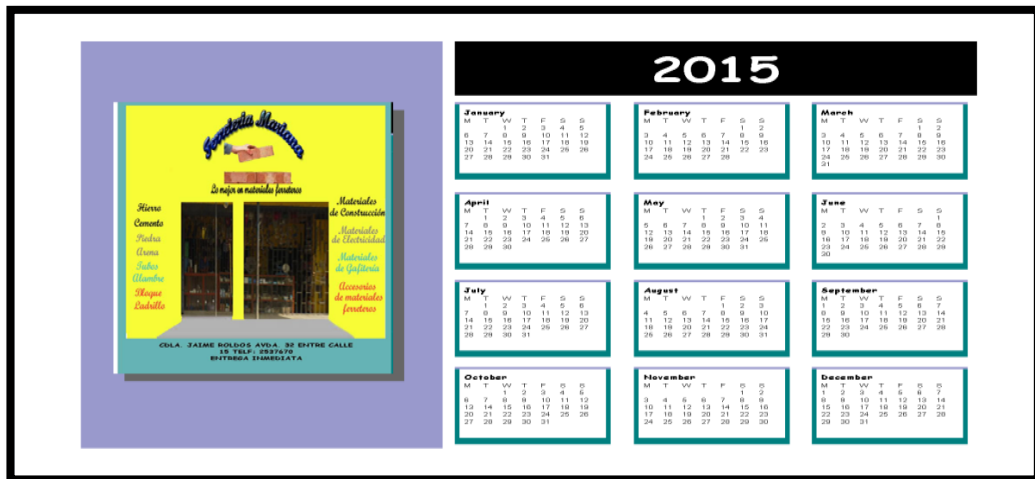 Ferretería Mariana
Lo mejor en materiales ferreteros
Hierro
Cemento
Piedra
Arena
Tubos
Alambre
Bloque
Ladrillo
Materiales
de Construcción
Materiales
de Electricidad
Materiales
de Gafiteria
Accesorios
de materiales
ferreteros
CDLA. JAIME ROLDOS AVDA. 32 ENTRE CALLE
15 TELF: 2537678
ENTREGA INMEDIATA
2015
January
M T W T F S S
1 2 3 4 5
6 7 8 9 10 11 12
13 14 15 16 17 18 19
20 21 22 23 24 25 26
27 28 29 30 31
February
M T W T F S S
1 2
3 4 5 6 7 8 9
10 11 12 13 14 15 16
17 18 19 20 21 22 23
24 25 26 27 28
March
M T W T F S S
1 2
3 4 5 6 7 8 9
10 11 12 13 14 15 16
17 18 19 20 21 22 23
24 25 26 27 28 29 30
31
April
M T W T F S S
1 2 3 4 5 6
7 8 9 10 11 12 13
14 15 16 17 18 19 20
21 22 23 24 25 26 27
28 29 30
May
M T W T F S S
1 2 3 4
5 6 7 8 9 10 11
12 13 14 15 16 17 18
19 20 21 22 23 24 25
26 27 28 29 30 31
June
M T W T F S S
1
2 3 4 5 6 7 8
9 10 11 12 13 14 15
16 17 18 19 20 21 22
23 24 25 26 27 28 29
30
July
M T W T F S S
1 2 3 4 5 6
7 8 9 10 11 12 13
14 15 16 17 18 19 20
21 22 23 24 25 26 27
28 29 30 31
August
M T W T F S S
1 2 3
4 5 6 7 8 9 10
11 12 13 14 15 16 17
18 19 20 21 22 23 24
25 26 27 28 29 30 31
September
M T W T F S S
1 2 3 4 5 6 7
8 9 10 11 12 13 14
15 16 17 18 19 20 21
22 23 24 25 26 27 28
29 30
October
M T W T F S S
1 2 3 4 5
6 7 8 9 10 11 12
13 14 15 16 17 18 19
20 21 22 23 24 25 26
27 28 29 30 31
November
M T W T F S S
1 2
3 4 5 6 7 8 9
10 11 12 13 14 15 16
17 18 19 20 21 22 23
24 25 26 27 28 29 30
December
M T W T F S S
1 2 3 4 5 6 7
8 9 10 11 12 13 14
15 16 17 18 19 20 21
22 23 24 25 26 27 28
29 30 31